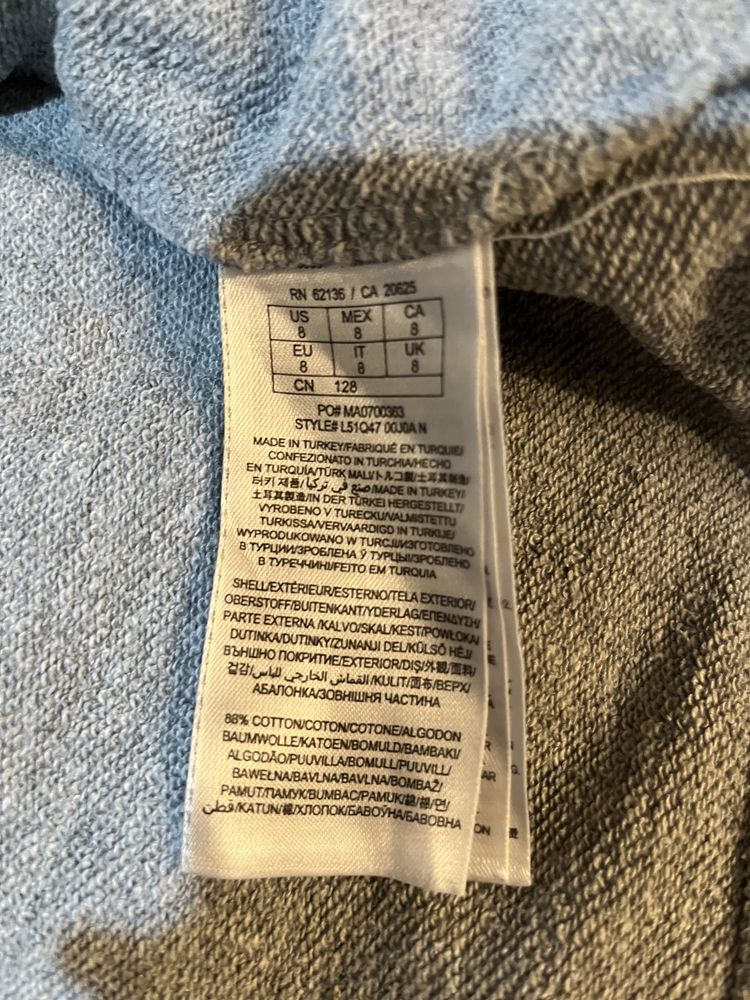 RN 62136 / CA 20625
US MEX CA
8 8 8
EU IT UK
8 8 8
CN 128
PO# MA0700363
STYLE# L51Q47 00J0A N
MADE IN TURKEY/FABRIQUÉ EN TURQUIE/
CONFEZIONATO IN TURCHIA/HECHO
EN TURQUÍA/TÜRK MALI/トルコ製/土耳其製造/
터키 제품/صنع في تركيا/MADE IN TURKEY/
土耳其製造/IN DER TÜRKEI HERGESTELLT/
VYROBENO V TURECKU/VALMISTETTU
TURKISSA/VERVAARDIGD IN TURKIJE/
WYPRODUKOWANO W TURCJI/ИЗГОТОВЛЕНО
В ТУРЦИИ/ЗРОБЛЕНА Ў ТУРЦЫІ/ЗРОБЛЕНО
В ТУРЕЧЧИНІ/FEITO EM TURQUIA
SHELL/EXTÉRIEUR/ESTERNO/TELA EXTERIOR/
OBERSTOFF/BUITENKANT/YDERLAG/ΕΠΕΝΔΥΣΗ/
PARTE EXTERNA /KALVO/SKAL/KEST/POWŁOKA/
DUTINKA/DUTINKY/ZUNANJI DEL/KÜLSŐ HÉJ/
ВЪНШНО ПОКРИТИЕ/EXTERIOR/DIŞ/外観/面料/
겉감/القماش الخارجي للباس/KULIT/面布/ВЕРХ/
АБАЛОНКА/ЗОВНІШНЯ ЧАСТИНА
88% COTTON/COTON/COTONE/ALGODON
BAUMWOLLE/KATOEN/BOMULD/BAMBAKI/
ALGODÃO/PUUVILLA/BOMULL/PUUVILL/
BAWEŁNA/BAVLNA/BAVLNA/BOMBAŽ/
PAMUT/ПАМУК/BUMBAC/PAMUK/綿/棉/면/
قطن/KATUN/棉/ХЛОПОК/БАВОЎНА/БАВОВНА